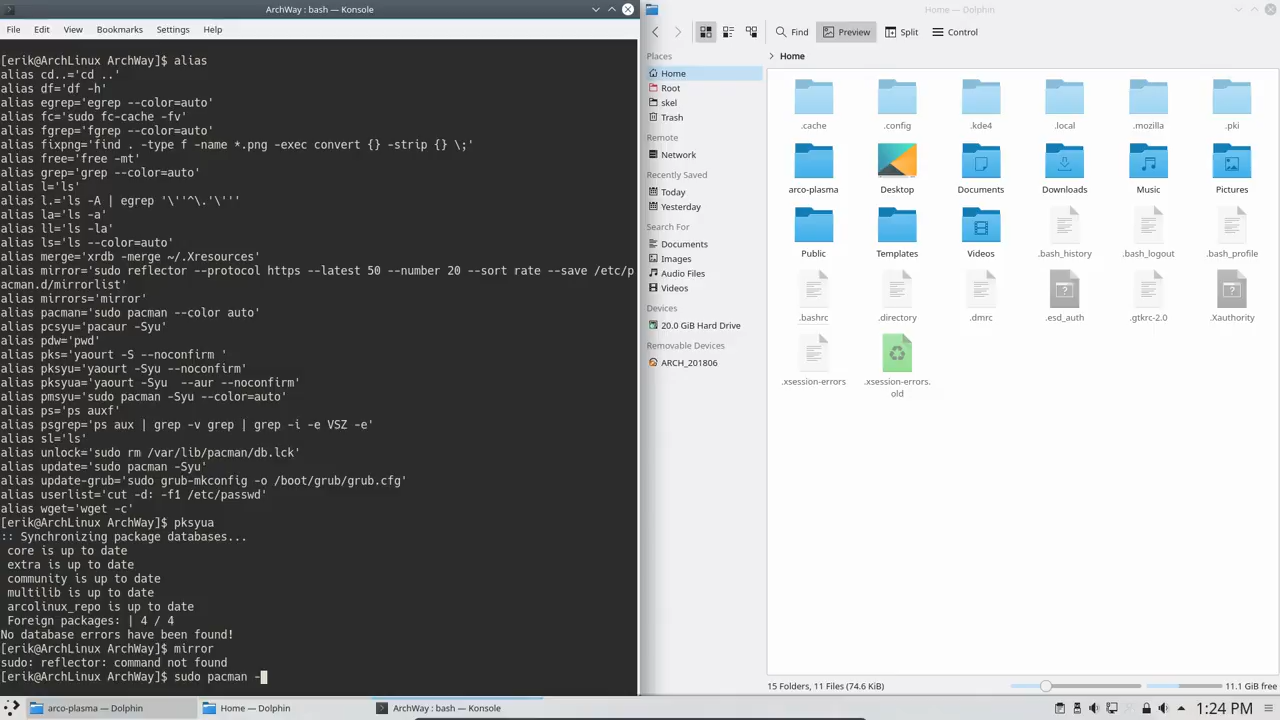 ArchWay : bash — Konsole
File Edit View Bookmarks Settings Help
[erik@ArchLinux ArchWay]$ alias
alias cd..='cd ..'
alias df='df -h'
alias egrep='egrep --color=auto'
alias fc='sudo fc-cache -fv'
alias fgrep='fgrep --color=auto'
alias fixpng='find . -type f -name *.png -exec convert {} -strip {} \;'
alias free='free -mt'
alias grep='grep --color=auto'
alias l='ls'
alias l.='ls -A | egrep '\''^\.'\'''
alias la='ls -a'
alias ll='ls -la'
alias ls='ls --color=auto'
alias merge='xrdb -merge ~/.Xresources'
alias mirror='sudo reflector --protocol https --latest 50 --number 20 --sort rate --save /etc/p
acman.d/mirrorlist'
alias mirrors='mirror'
alias pacman='sudo pacman --color auto'
alias pcsyu='pacaur -Syu'
alias pdw='pwd'
alias pks='yaourt -S --noconfirm '
alias pksyu='yaourt -Syu --noconfirm'
alias pksyua='yaourt -Syu  --aur --noconfirm'
alias pmsyu='sudo pacman -Syu --color=auto'
alias ps='ps auxf'
alias psgrep='ps aux | grep -v grep | grep -i -e VSZ -e'
alias sl='ls'
alias unlock='sudo rm /var/lib/pacman/db.lck'
alias update='sudo pacman -Syu'
alias update-grub='sudo grub-mkconfig -o /boot/grub/grub.cfg'
alias userlist='cut -d: -f1 /etc/passwd'
alias wget='wget -c'
[erik@ArchLinux ArchWay]$ pksyua
:: Synchronizing package databases...
core is up to date
extra is up to date
community is up to date
multilib is up to date
arcolinux_repo is up to date
Foreign packages: | 4 / 4
No database errors have been found!
[erik@ArchLinux ArchWay]$ mirror
sudo: reflector: command not found
[erik@ArchLinux ArchWay]$ sudo pacman -
Home — Dolphin
Find Preview Split Control
Places
Home
Root
skel
Trash
Remote
Network
Recently Saved
Today
Yesterday
Search For
Documents
Images
Audio Files
Videos
Devices
20.0 GiB Hard Drive
Removable Devices
ARCH_201806
> Home
.cache .config .kde4 .local .mozilla .pki
arco-plasma Desktop Documents Downloads Music Pictures
Public Templates Videos .bash_history .bash_logout .bash_profile
.bashrc .directory .dmrc .esd_auth .gtkrc-2.0 .Xauthority
.xsession-errors .xsession-errors.
old
15 Folders, 11 Files (74.6 KiB) 11.1 GiB free
arco-plasma — Dolphin Home — Dolphin ArchWay : bash — Konsole 1:24 PM